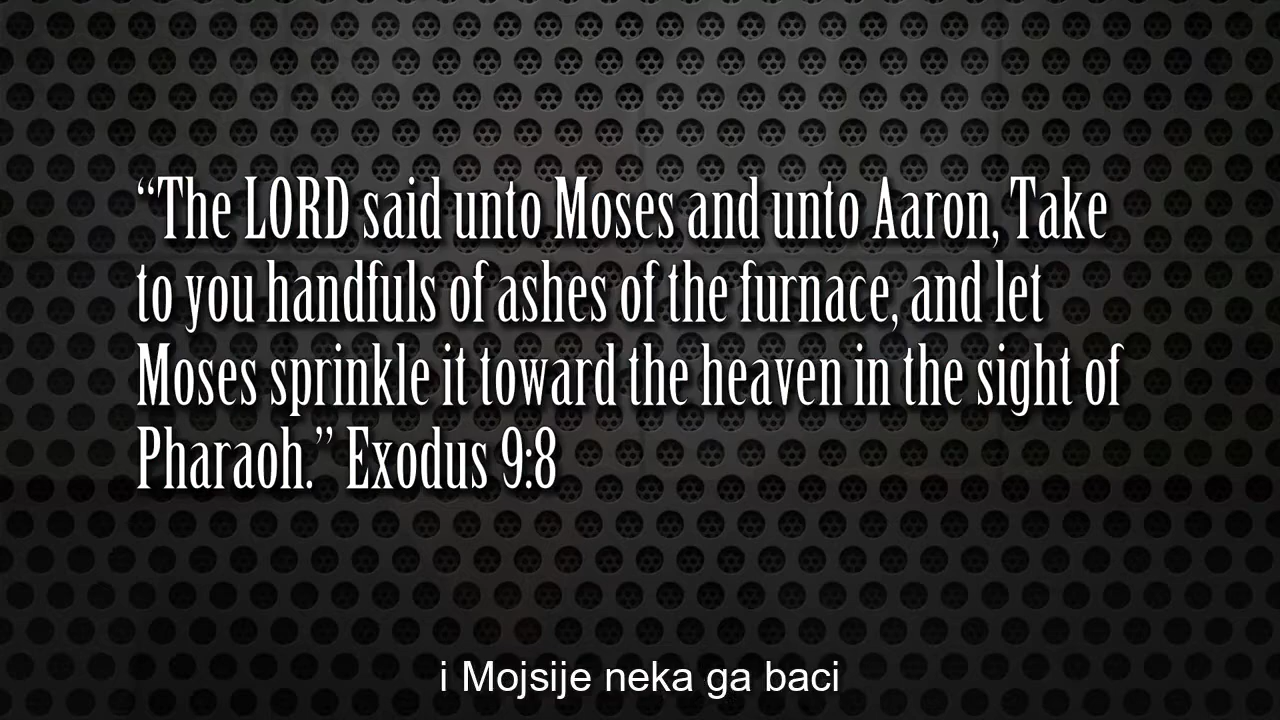 “The LORD said unto Moses and unto Aaron, Take
to you handfuls of ashes of the furnace, and let
Moses sprinkle it toward the heaven in the sight of
Pharaoh.” Exodus 9:8
i Mojsije neka ga baci